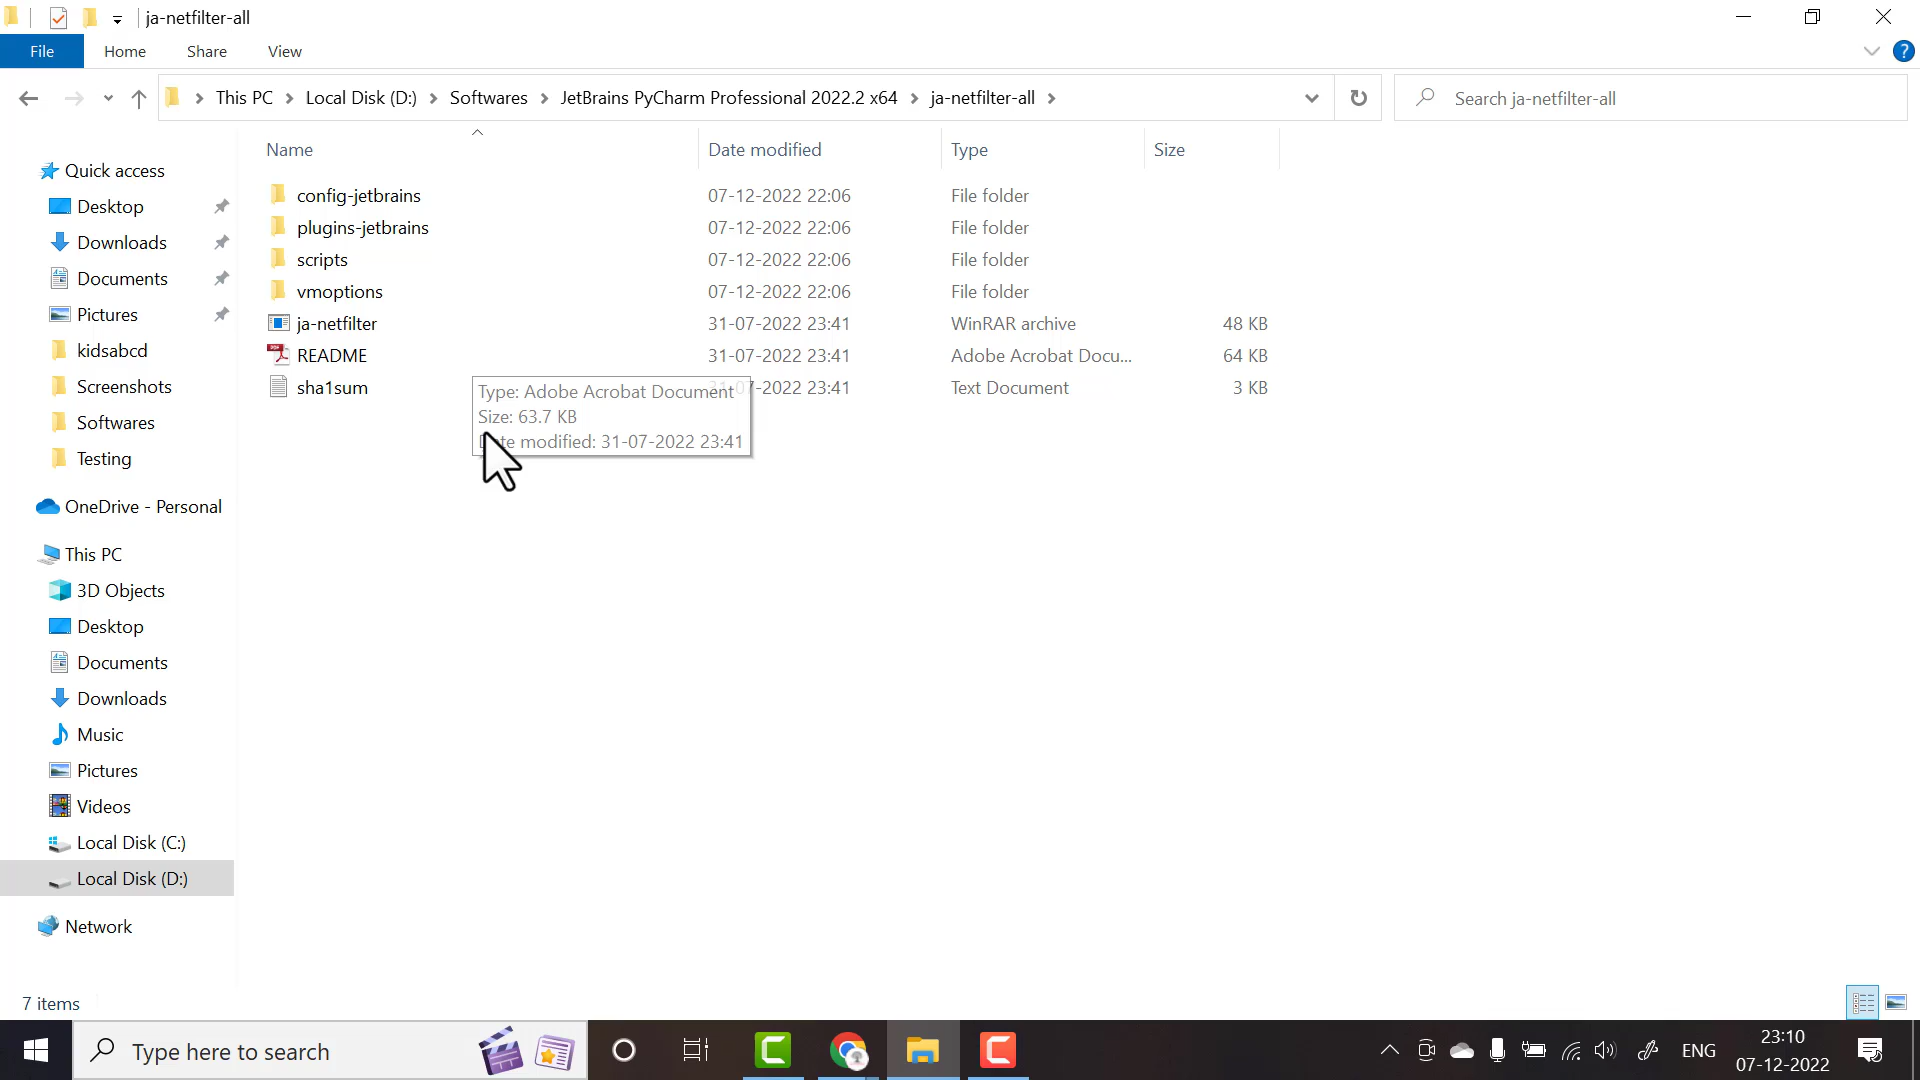 ja-netfilter-all
File Home Share View
This PC Local Disk (D:) Softwares JetBrains PyCharm Professional 2022.2 x64 ja-netfilter-all
Search ja-netfilter-all
Name Date modified Type Size
Quick access
Desktop
Downloads
Documents
Pictures
kidsabcd
Screenshots
Softwares
Testing
OneDrive - Personal
This PC
3D Objects
Desktop
Documents
Downloads
Music
Pictures
Videos
Local Disk (C:)
Local Disk (D:)
Network
config-jetbrains 07-12-2022 22:06 File folder
plugins-jetbrains 07-12-2022 22:06 File folder
scripts 07-12-2022 22:06 File folder
vmoptions 07-12-2022 22:06 File folder
ja-netfilter 31-07-2022 23:41 WinRAR archive 48 KB
README 31-07-2022 23:41 Adobe Acrobat Docu... 64 KB
sha1sum 31-07-2022 23:41 Text Document 3 KB
Type: Adobe Acrobat Document
Size: 63.7 KB
Date modified: 31-07-2022 23:41
7 items
Type here to search
ENG
23:10
07-12-2022